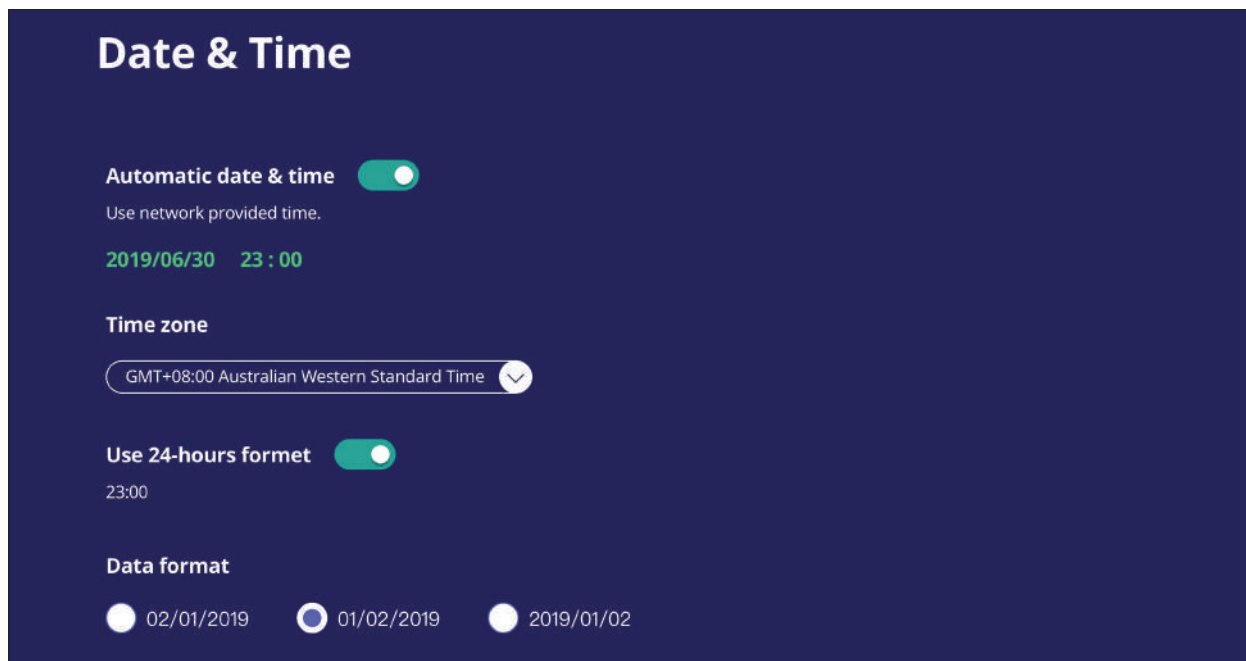 Date & Time
Automatic date & time
Use network provided time.
2019/06/30 23 : 00
Time zone
GMT+08:00 Australian Western Standard Time
Use 24-hours formet
23:00
Data format
02/01/2019 01/02/2019 2019/01/02